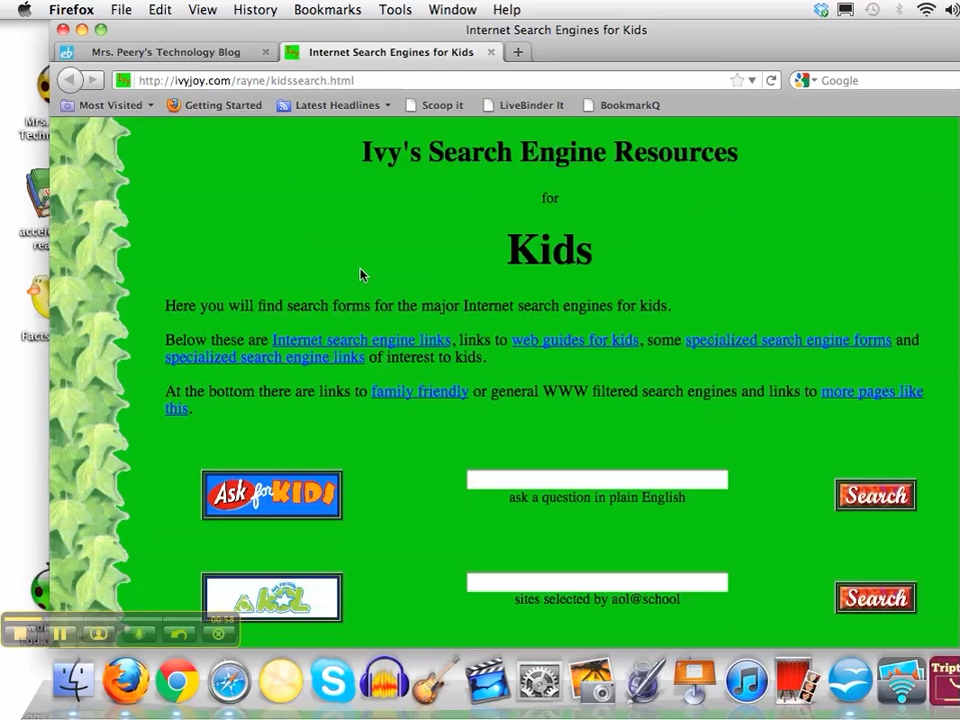 Firefox File Edit View History Bookmarks Tools Window Help
Internet Search Engines for Kids
Mrs. Peery's Technology Blog
Internet Search Engines for Kids
http://ivyjoy.com/rayne/kidssearch.html
Google
Most Visited Getting Started Latest Headlines Scoop it LiveBinder It BookmarkQ
Mrs.
Ivy's Search Engine Resources
for
Kids
Here you will find search forms for the major Internet search engines for kids.
Below these are Internet search engine links, links to web guides for kids, some specialized search engine forms and
specialized search engine links of interest to kids.
At the bottom there are links to family friendly or general WWW filtered search engines and links to more pages like
this.
Facts
Ask for KIDS
ask a question in plain English
Search
KOL
sites selected by aol@school
Search
00:58